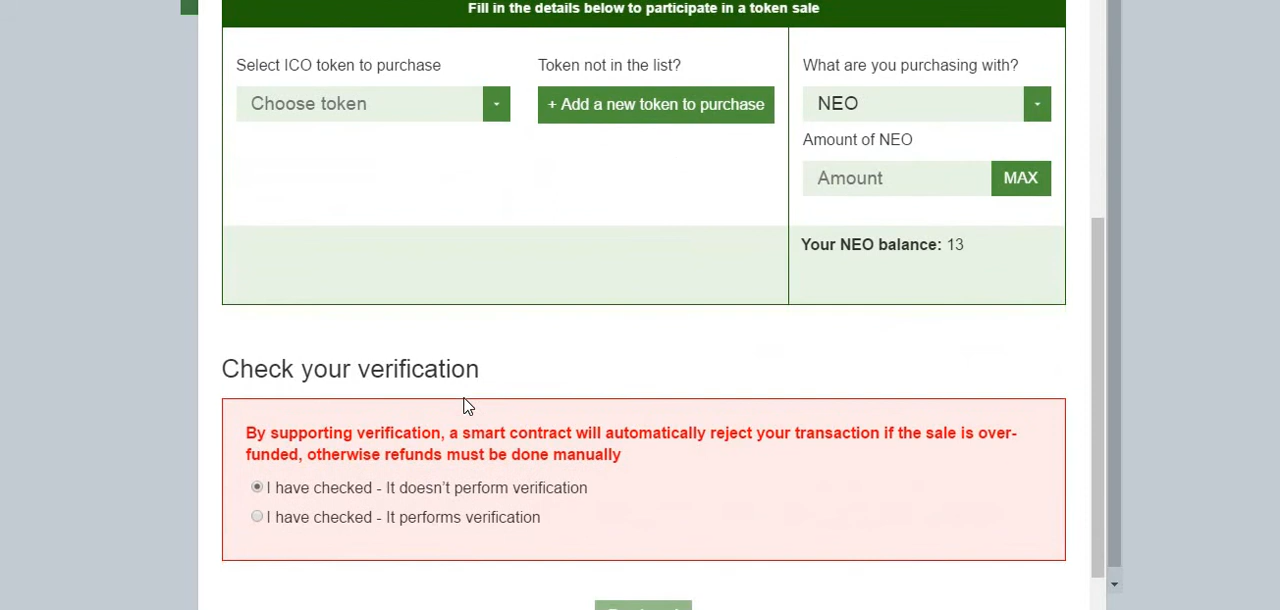 Fill in the details below to participate in a token sale
Select ICO token to purchase
Token not in the list?
What are you purchasing with?
Choose token
+ Add a new token to purchase
NEO
Amount of NEO
Amount
MAX
Your NEO balance: 13
Check your verification
By supporting verification, a smart contract will automatically reject your transaction if the sale is over-
funded, otherwise refunds must be done manually
I have checked - It doesn't perform verification
I have checked - It performs verification